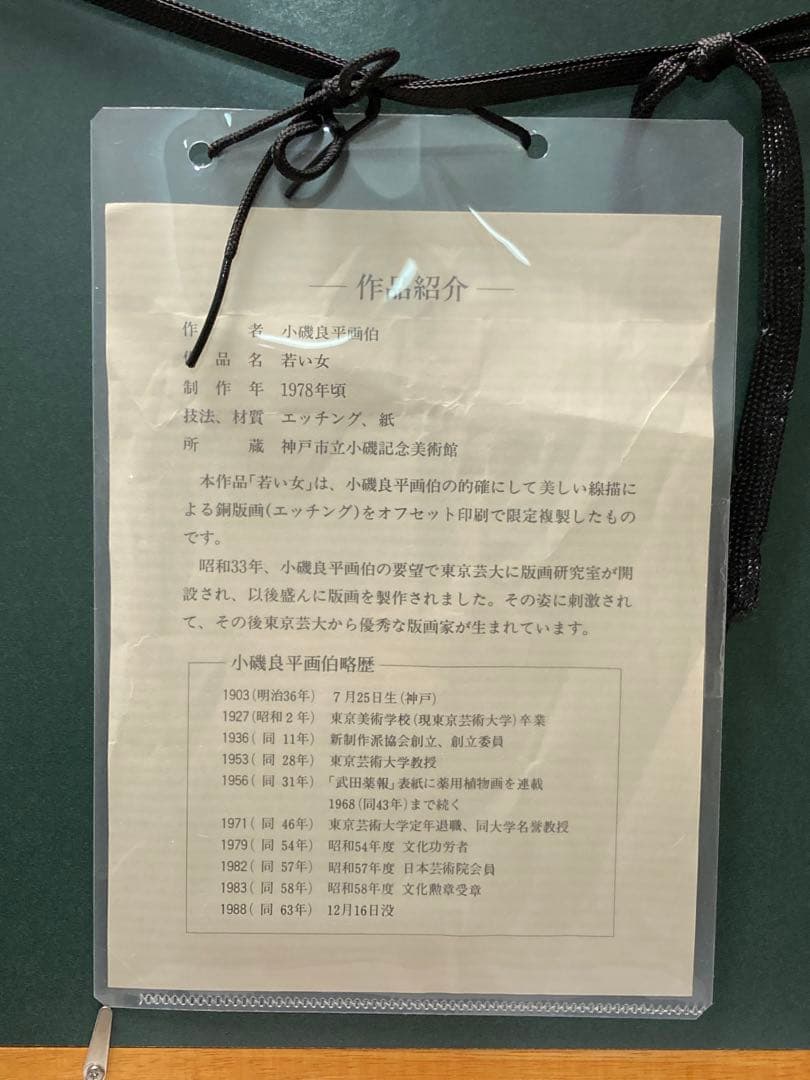 ― 作品紹介 ―
作 者 小磯良平画伯
品 名 若い女
制 作 年 1978年頃
技法、材質 エッチング、紙
所 蔵 神戸市立小磯記念美術館
本作品「若い女」は、小磯良平画伯の的確にして美しい線描に
よる銅版画(エッチング)をオフセット印刷で限定複製したもの
です。
昭和33年、小磯良平画伯の要望で東京芸大に版画研究室が開
設され、以後盛んに版画を製作されました。その姿に刺激され
て、その後東京芸大から優秀な版画家が生まれています。
小磯良平画伯略歴
1903(明治36年) 7月25日生(神戸)
1927(昭和2年) 東京美術学校(現東京芸術大学)卒業
1936(同 11年) 新制作派協会創立、創立委員
1953(同 28年) 東京芸術大学教授
1956(同 31年) 「武田薬報」表紙に薬用植物画を連載
1968(同43年)まで続く
1971(同 46年) 東京芸術大学定年退職、同大学名誉教授
1979(同 54年) 昭和54年度 文化功労者
1982(同 57年) 昭和57年度 日本芸術院会員
1983(同 58年) 昭和58年度 文化勲章受章
1988(同 63年) 12月16日没